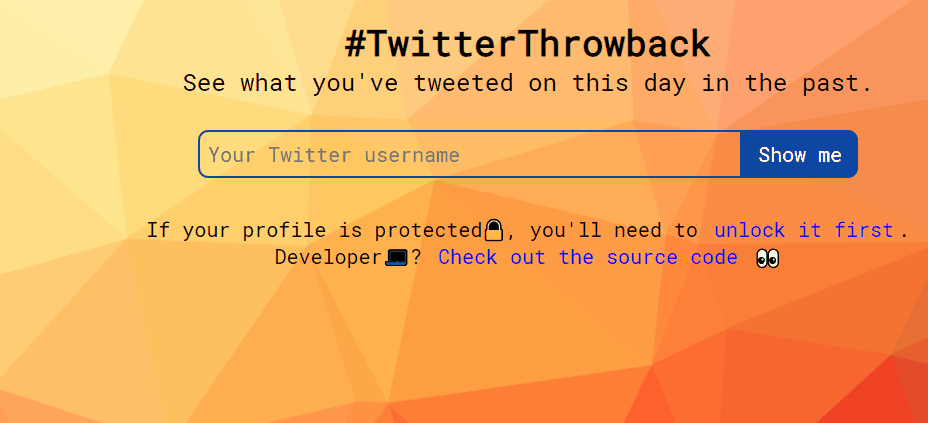 #TwitterThrowback
See what you've tweeted on this day in the past.
Your Twitter username
Show me
If your profile is protected🔒, you'll need to unlock it first.
Developer💻? Check out the source code 👀